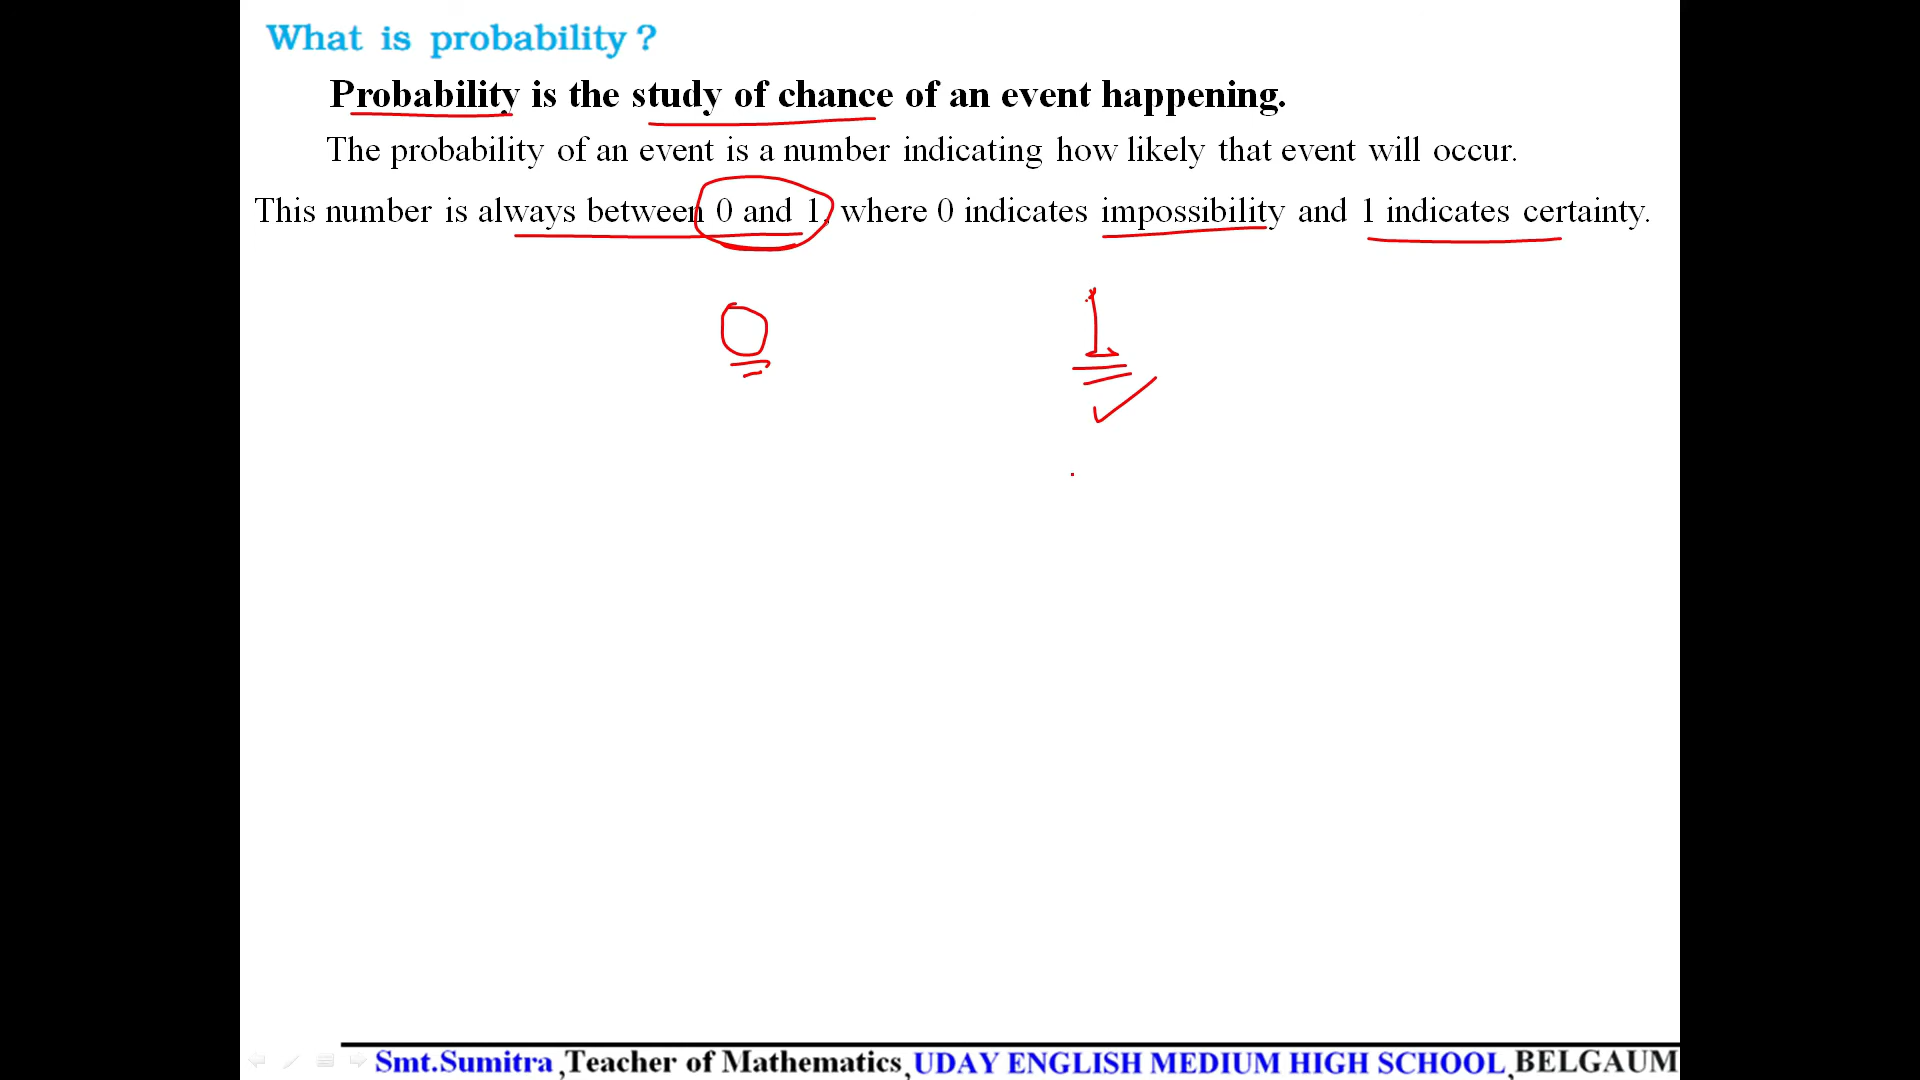 What is probability ?
Probability is the study of chance of an event happening.
The probability of an event is a number indicating how likely that event will occur.
This number is always between 0 and 1, where 0 indicates impossibility and 1 indicates certainty.
0 1
Smt.Sumitra ,Teacher of Mathematics,UDAY ENGLISH MEDIUM HIGH SCHOOL,BELGAUM